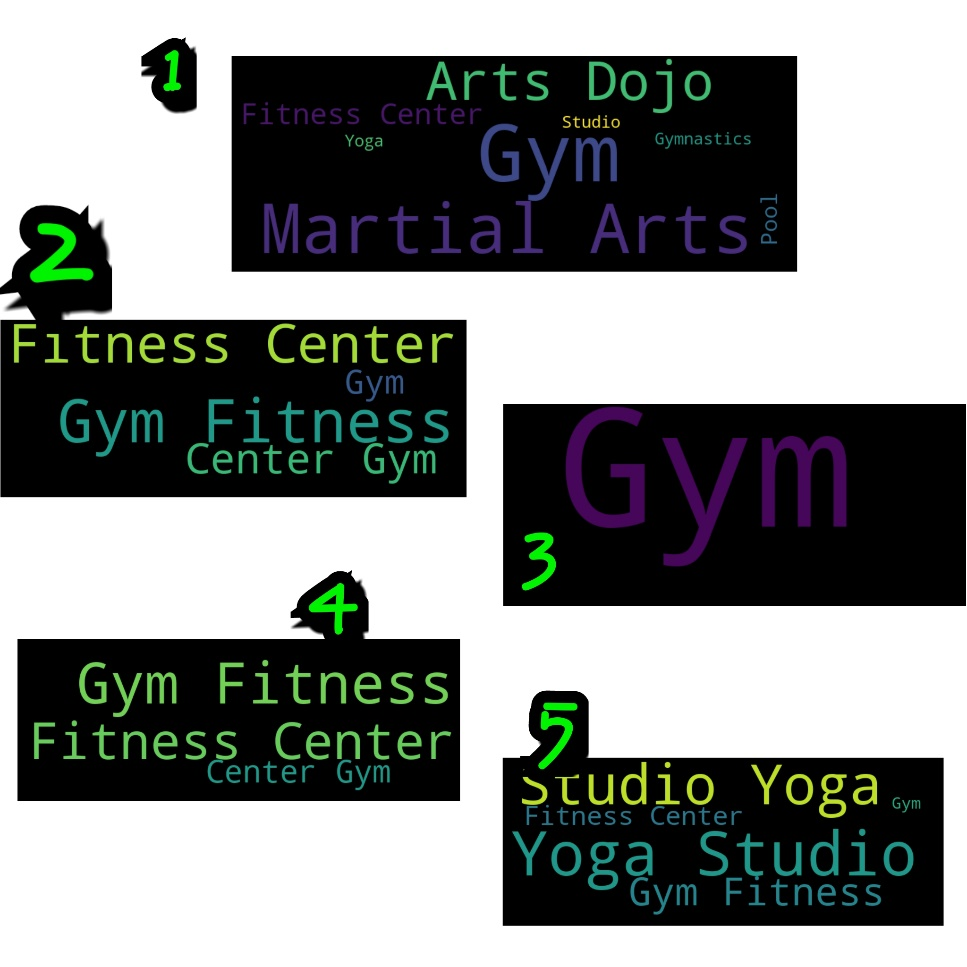 1
Arts Dojo
Fitness Center
Studio
Yoga
Gym
Gymnastics
Martial Arts
Pool
2
Fitness Center
Gym
Gym Fitness
Center Gym
Gym
3
4
Gym Fitness
Fitness Center
Center Gym
5
Studio Yoga
Gym
Fitness Center
Yoga Studio
Gym Fitness